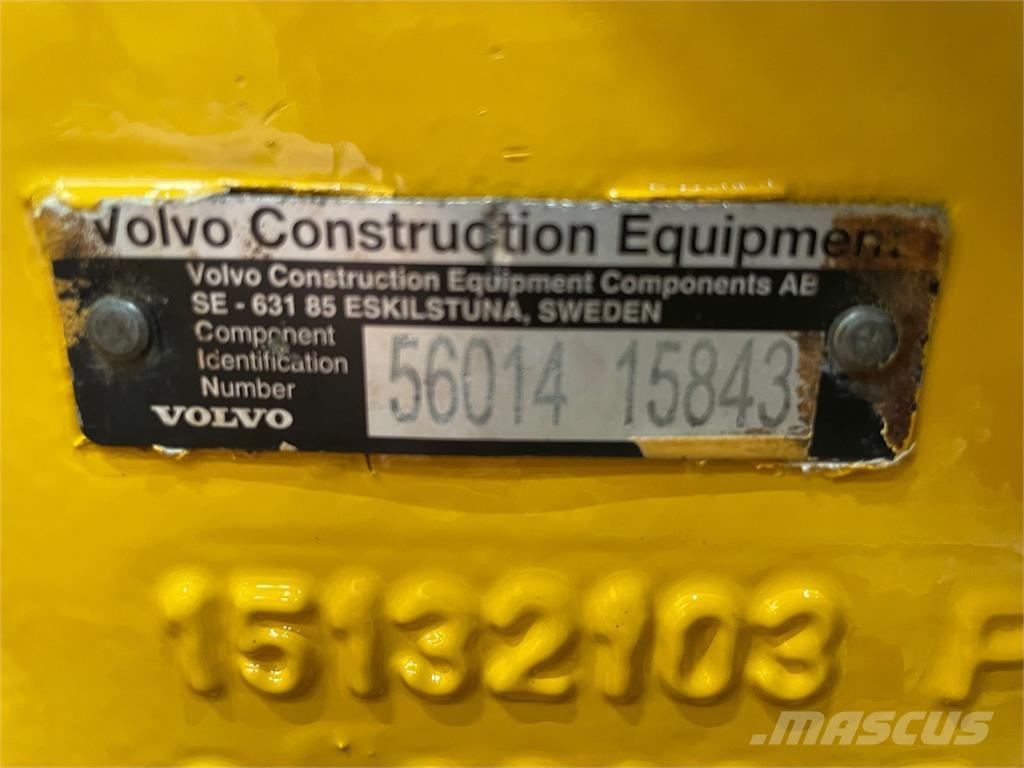 Volvo Construction Equipment
Volvo Construction Equipment Components AB
SE - 631 85 ESKILSTUNA, SWEDEN
Component
Identification
Number
56014 15843
VOLVO
15132103 F
MASCUS